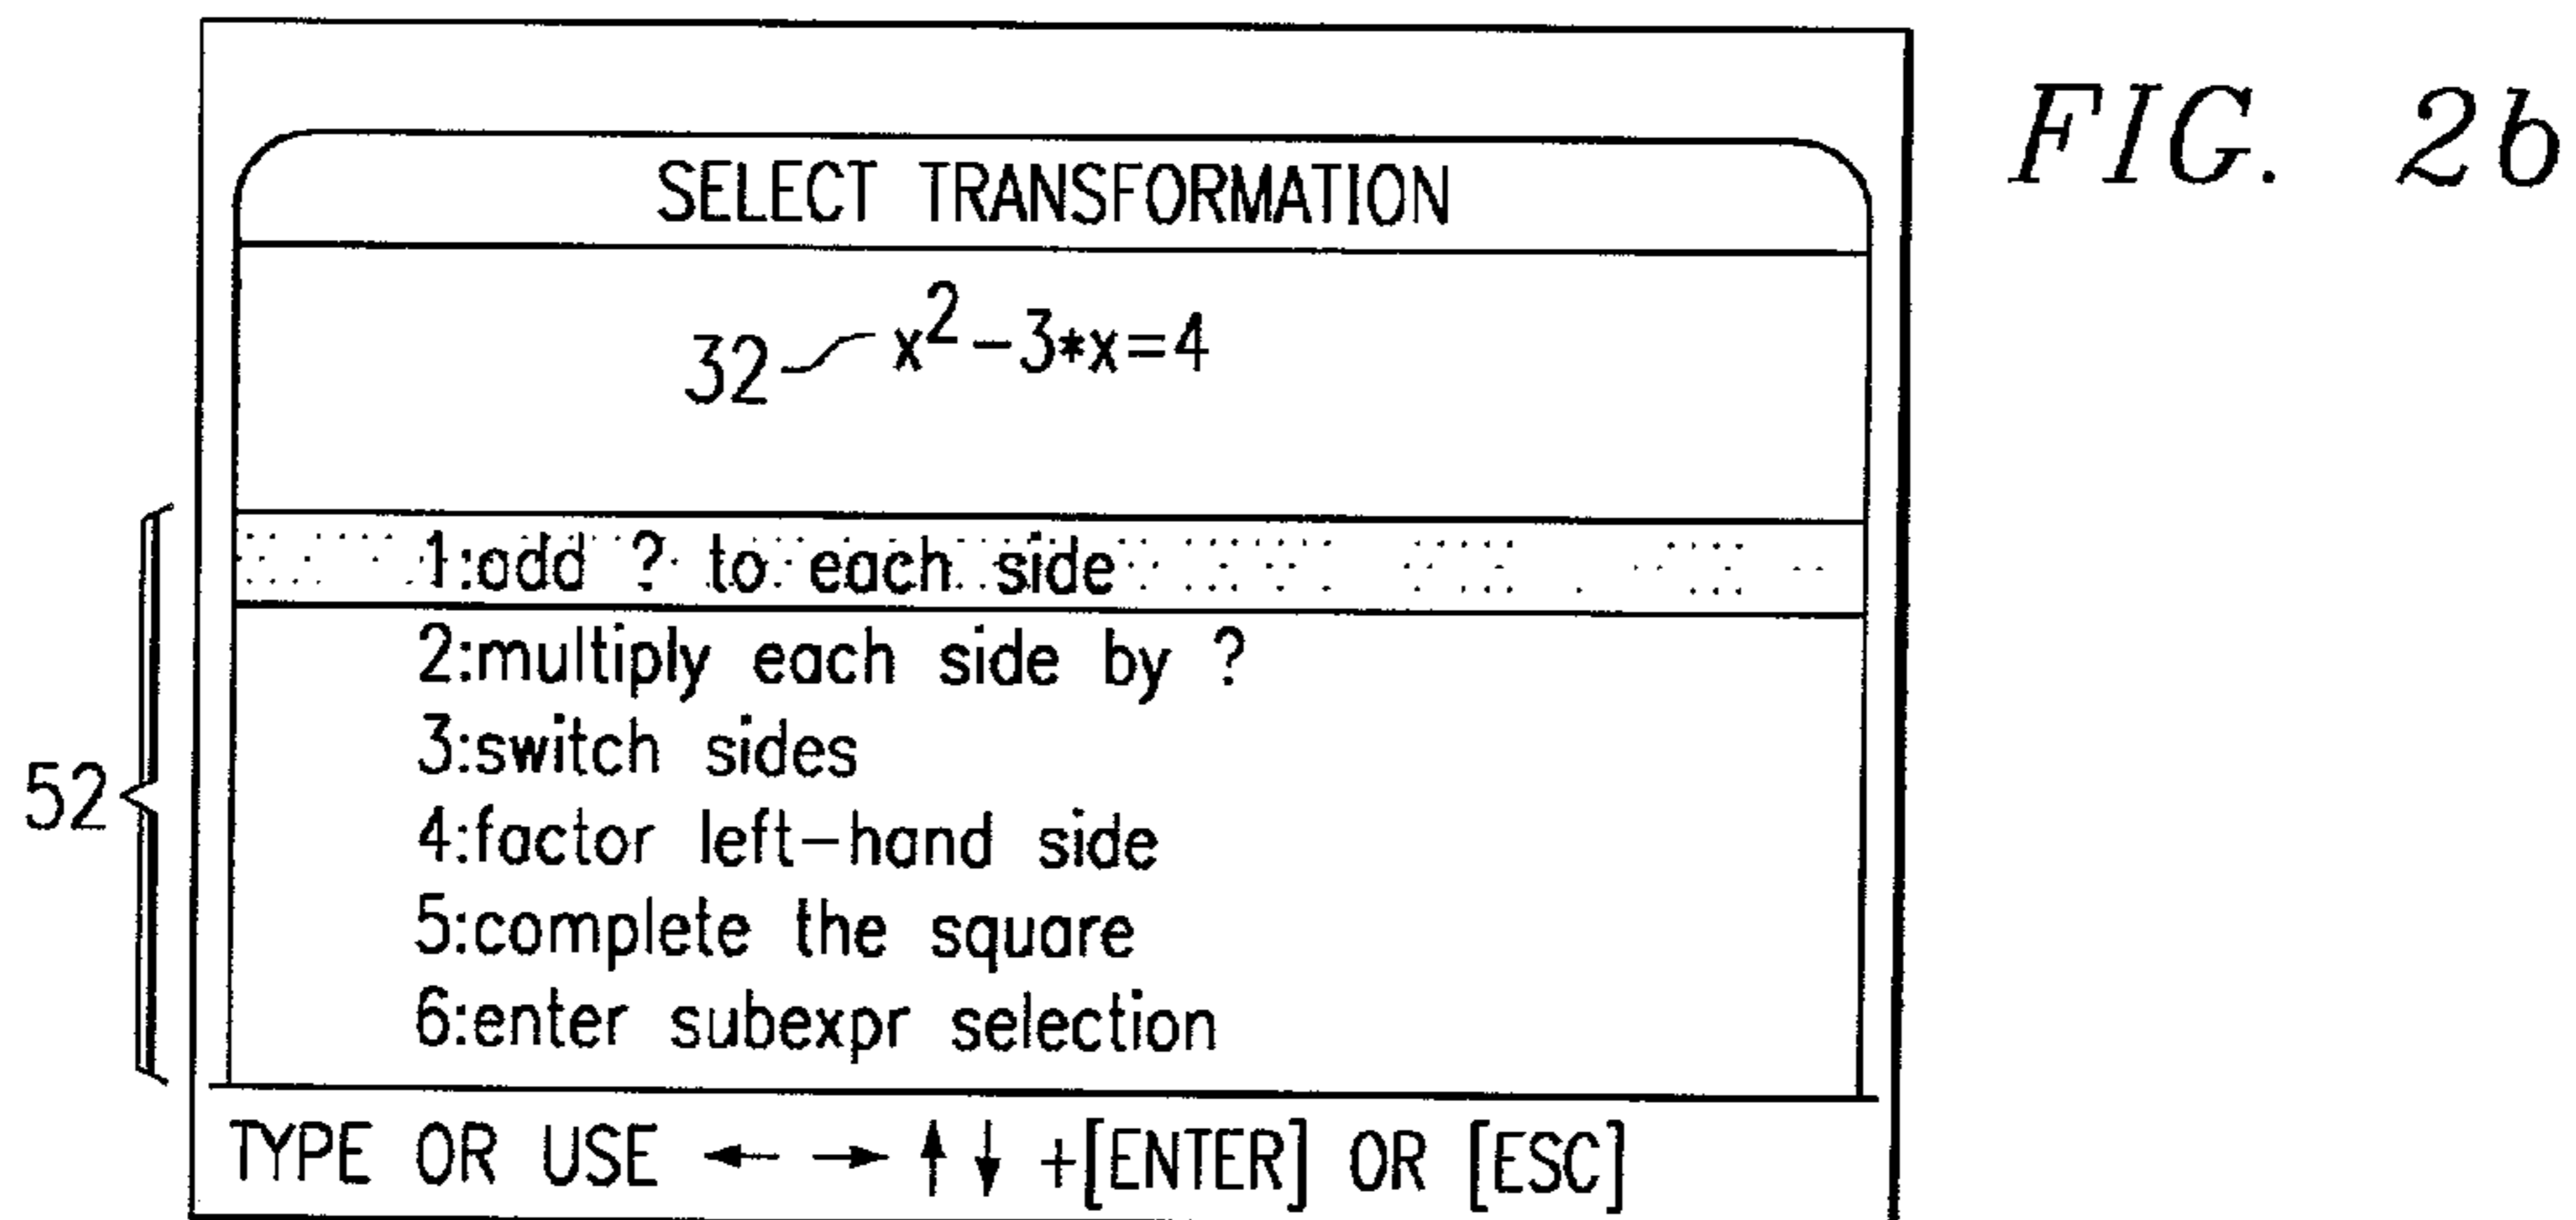 FIG. 2b
SELECT TRANSFORMATION
32 x²-3*x=4
52
1:add ? to each side
2:multiply each side by ?
3:switch sides
4:factor left-hand side
5:complete the square
6:enter subexpr selection
TYPE OR USE ← → ↑ ↓ +[ENTER] OR [ESC]